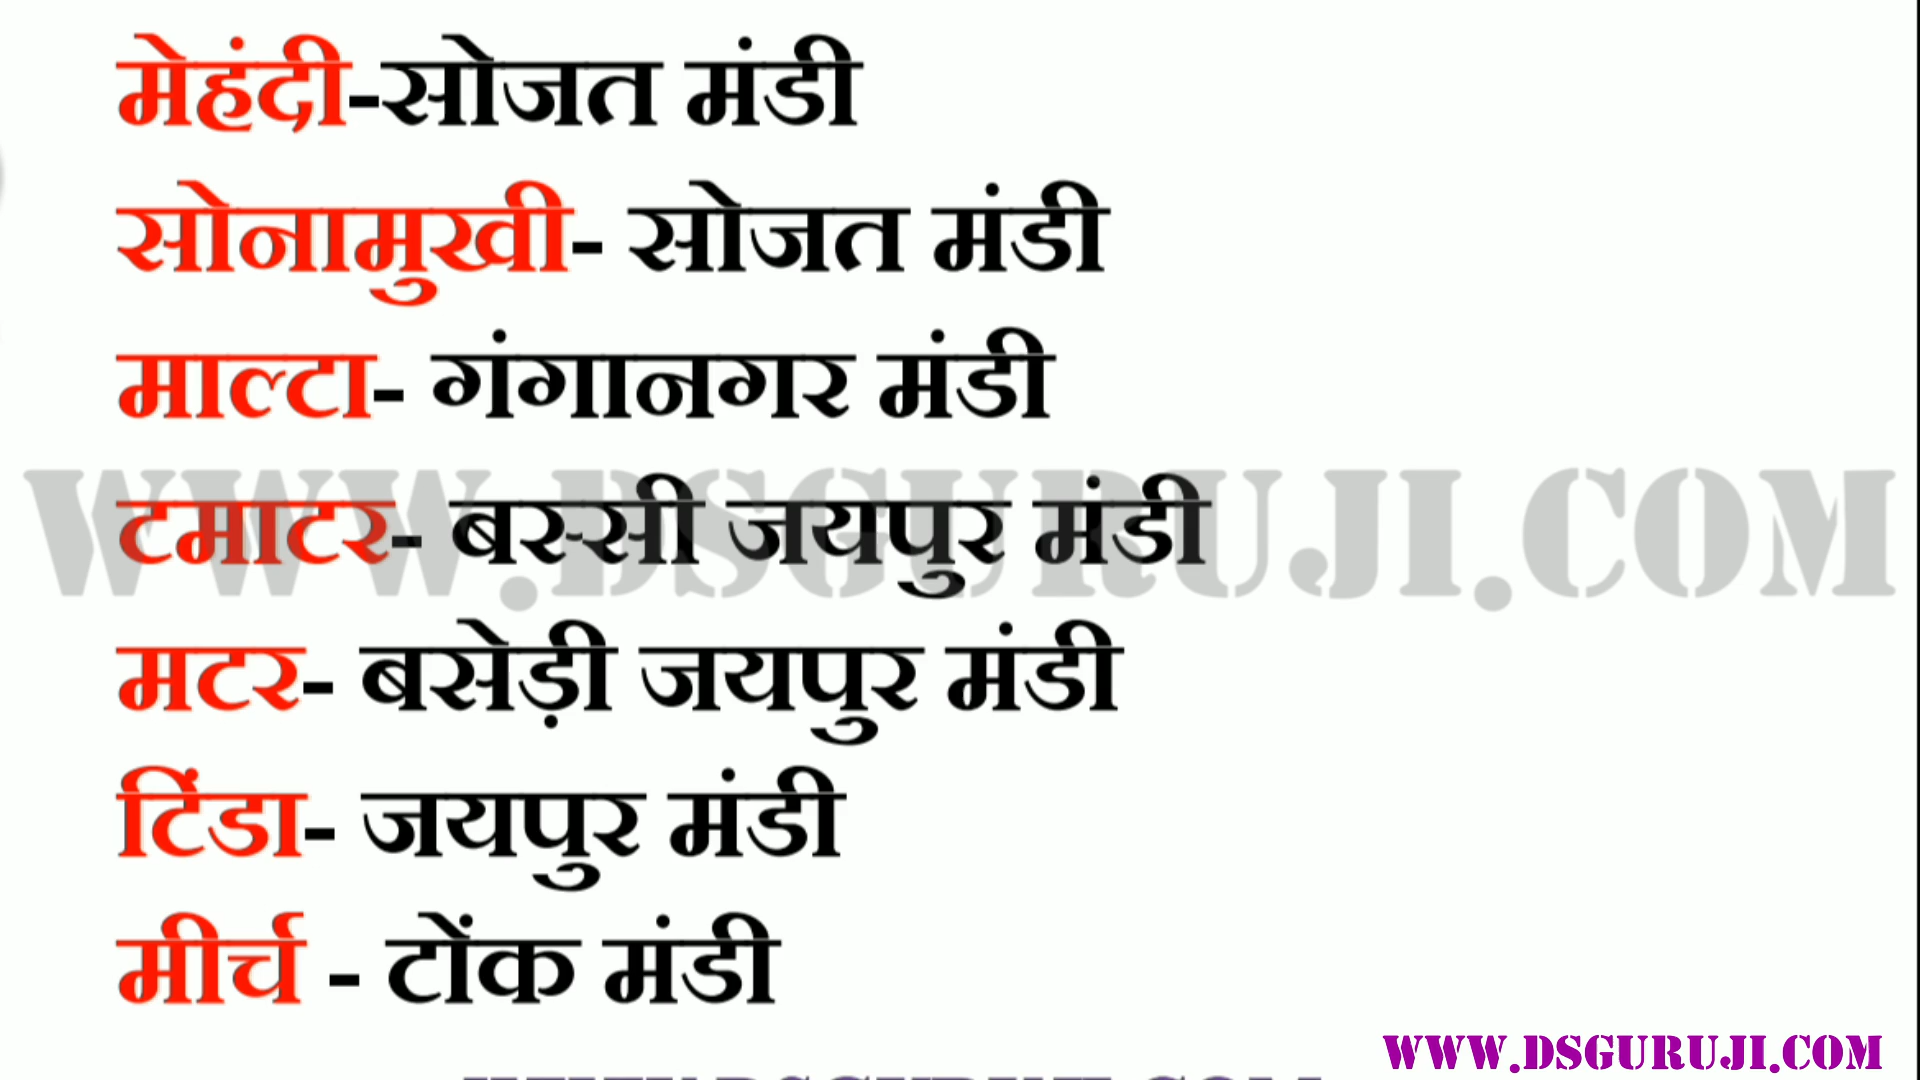 मेहंदी-सोजत मंडी
सोनामुखी- सोजत मंडी
माल्टा- गंगानगर मंडी
WWW.DSGURUJI.COM
टमाटर- बस्सी जयपुर मंडी
मटर- बसेड़ी जयपुर मंडी
टिंडा- जयपुर मंडी
मीर्च - टोंक मंडी
WWW.DSGURUJI.COM